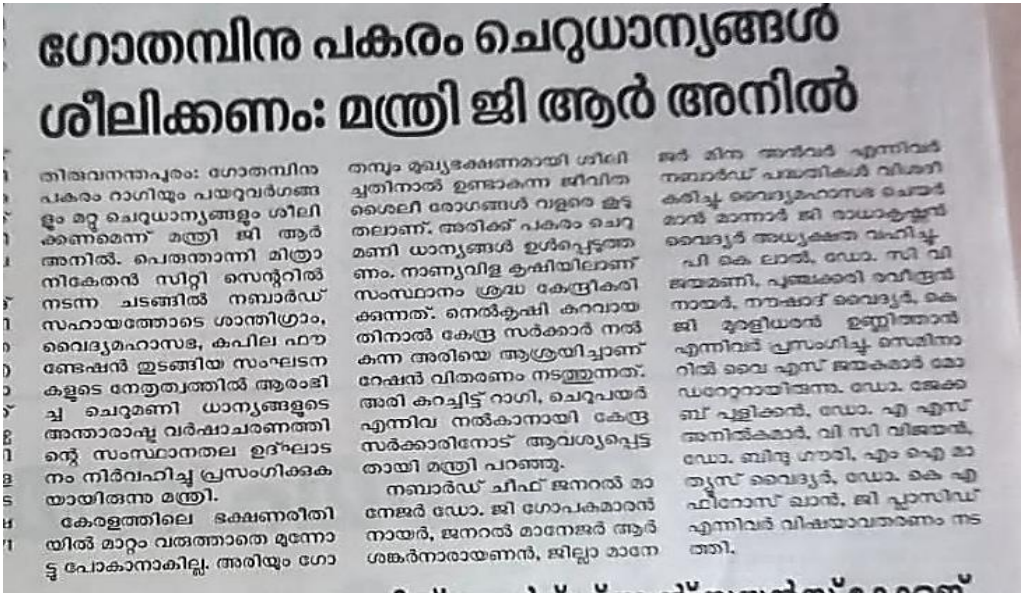 ഗോതമ്പിനു പകരം ചെറുധാന്യങ്ങൾ
ശീലിക്കണം: മന്ത്രി ജി ആർ അനിൽ
തിരുവനന്തപുരം: ഗോതമ്പിനു
പകരം റാഗിയും പയറുവർഗങ്ങ
ളും മറ്റു ചെറുധാന്യങ്ങളും ശീലി
ക്കണമെന്ന് മന്ത്രി ജി ആർ
അനിൽ. പെരുന്താന്നി മിത്രാ
നികേതൻ സിറ്റി സെന്ററിൽ
നടന്ന ചടങ്ങിൽ നബാർഡ്
സഹായത്തോടെ ശാന്തിഗ്രാം,
വൈദ്യമഹാസഭ, കപില ഫൗ
ണ്ടേഷൻ തുടങ്ങിയ സംഘടന
കളുടെ നേതൃത്വത്തിൽ ആരംഭി
ച്ച ചെറുമണി ധാന്യങ്ങളുടെ
അന്താരാഷ്ട്ര വർഷാചരണത്തി
ന്റെ സംസ്ഥാനതല ഉദ്ഘാട
നം നിർവഹിച്ചു പ്രസംഗിക്കുക
യായിരുന്നു മന്ത്രി.
കേരളത്തിലെ ഭക്ഷണരീതി
യിൽ മാറ്റം വരുത്താതെ മുന്നോ
ട്ടു പോകാനാകില്ല. അരിയും ഗോ
തമ്പും മുഖ്യഭക്ഷണമായി ശീലി
ച്ചതിനാൽ ഉണ്ടാകുന്ന ജീവിത
ശൈലീ രോഗങ്ങൾ വളരെ കൂടു
തലാണ്. അരിക്ക് പകരം ചെറു
മണി ധാന്യങ്ങൾ ഉൾപ്പെടുത്ത
ണം. നാണ്യവിള കൃഷിയിലാണ്
സംസ്ഥാനം ശ്രദ്ധ കേന്ദ്രീകരി
ക്കുന്നത്. നെൽകൃഷി കുറവായ
തിനാൽ കേന്ദ്ര സർക്കാർ നൽ
കുന്ന അരിയെ ആശ്രയിച്ചാണ്
റേഷൻ വിതരണം നടത്തുന്നത്.
അരി കുറച്ചിട്ട് റാഗി, ചെറുപയർ
എന്നിവ നൽകാനായി കേന്ദ്ര
സർക്കാരിനോട് ആവശ്യപ്പെട്ട
തായി മന്ത്രി പറഞ്ഞു.
നബാർഡ് ചീഫ് ജനറൽ മാ
നേജർ ഡോ. ജി ഗോപകുമാരൻ
നായർ, ജനറൽ മാനേജർ ആർ
ശങ്കർനാരായണൻ, ജില്ലാ മാനേ
ജർ മിനു അൻവർ എന്നിവർ
നബാർഡ് പദ്ധതികൾ വിശദീ
കരിച്ചു. വൈദ്യമഹാസഭ ചെയർ
മാൻ മാന്നാർ ജി രാധാകൃഷ്ണൻ
വൈദ്യർ അധ്യക്ഷത വഹിച്ചു.
പി കെ ലാൽ, ഡോ. സി വി
ജയമണി, പൂഞ്ചക്കരി രവീന്ദ്രൻ
നായർ, നൗഷാദ് വൈദ്യർ, കെ
ജി മുരളിധരൻ ഉണ്ണിത്താൻ
എന്നിവർ പ്രസംഗിച്ചു. സെമിനാ
റിൽ വൈ എസ് ജയകുമാർ മോ
ഡറേറ്ററായിരുന്നു. ഡോ. ജേക്ക
ബ് പുളിക്കൻ, ഡോ. എ എസ്
അനിൽകുമാർ, വി സി വിജയൻ,
ഡോ. ബിന്ദു ഗൗരി, എം ഐ മാ
ത്യൂസ് വൈദ്യർ, ഡോ. കെ എ
ഫിറോസ് ഖാൻ, ജി പ്ലാസിഡ്
എന്നിവർ വിഷയാവതരണം നട
ത്തി.